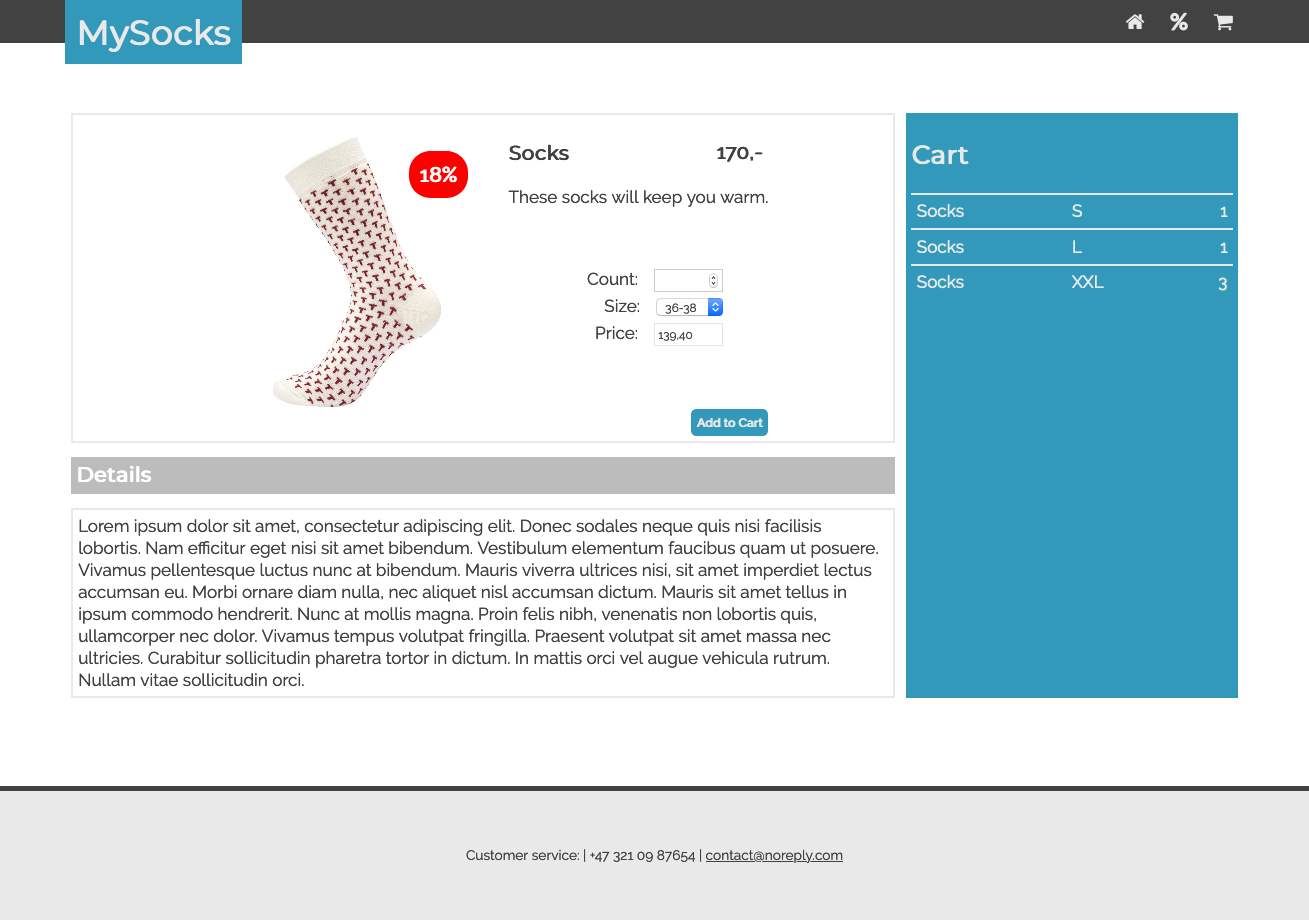 MySocks
18%
Socks 170,-
These socks will keep you warm.
Count:
Size: 36-38
Price: 139,40
Add to Cart
Cart
Socks S 1
Socks L 1
Socks XXL 3
Details
Lorem ipsum dolor sit amet, consectetur adipiscing elit. Donec sodales neque quis nisi facilisis
lobortis. Nam efficitur eget nisi sit amet bibendum. Vestibulum elementum faucibus quam ut posuere.
Vivamus pellentesque luctus nunc at bibendum. Mauris viverra ultrices nisi, sit amet imperdiet lectus
accumsan eu. Morbi ornare diam nulla, nec aliquet nisl accumsan dictum. Mauris sit amet tellus in
ipsum commodo hendrerit. Nunc at mollis magna. Proin felis nibh, venenatis non lobortis quis,
ullamcorper nec dolor. Vivamus tempus volutpat fringilla. Praesent volutpat sit amet massa nec
ultricies. Curabitur sollicitudin pharetra tortor in dictum. In mattis orci vel augue vehicula rutrum.
Nullam vitae sollicitudin orci.
Customer service: | +47 321 09 87654 | contact@noreply.com